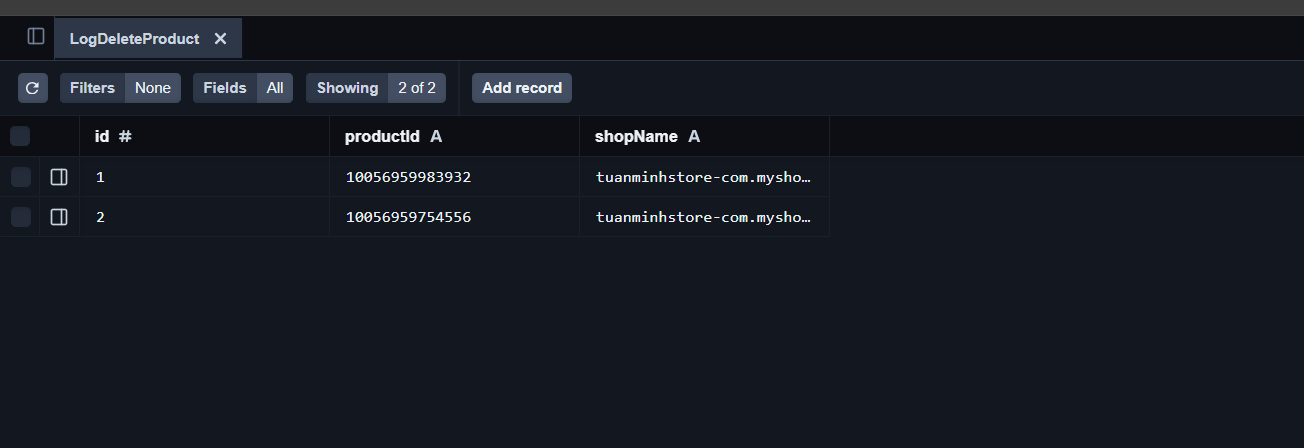 LogDeleteProduct
Filters None Fields All Showing 2 of 2 Add record
id # productId A shopName A
1 10056959983932 tuanminhstore-com.mysho…
2 10056959754556 tuanminhstore-com.mysho…